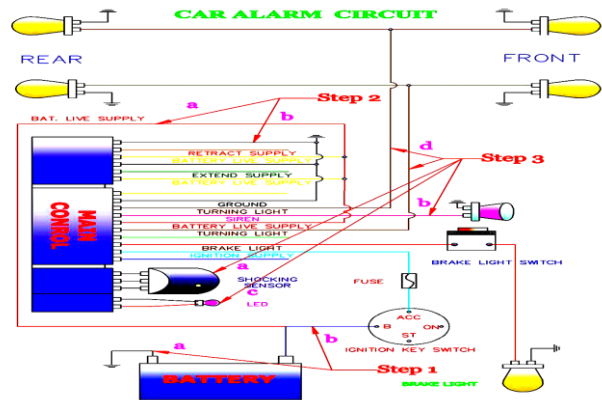 CAR ALARM CIRCUIT
REAR
FRONT
a
Step 2
BAT. LIVE SUPPLY
b
d
RETRACT SUPPLY
BATTERY LIVE SUPPLY
Step 3
EXTEND SUPPLY
BATTERY LIVE SUPPLY
MAIN CONTROL
GROUND
b
TURNING LIGHT
SIREN
BATTERY LIVE SUPPLY
TURNING LIGHT
BRAKE LIGHT
IGNITION SUPPLY
BRAKE LIGHT SWITCH
a
SHOCKING
SENSOR
FUSE
c
LED
ACC
B
ON
ST
a
b
IGNITION KEY SWITCH
Step 1
BATTERY
BRAKE LIGHT